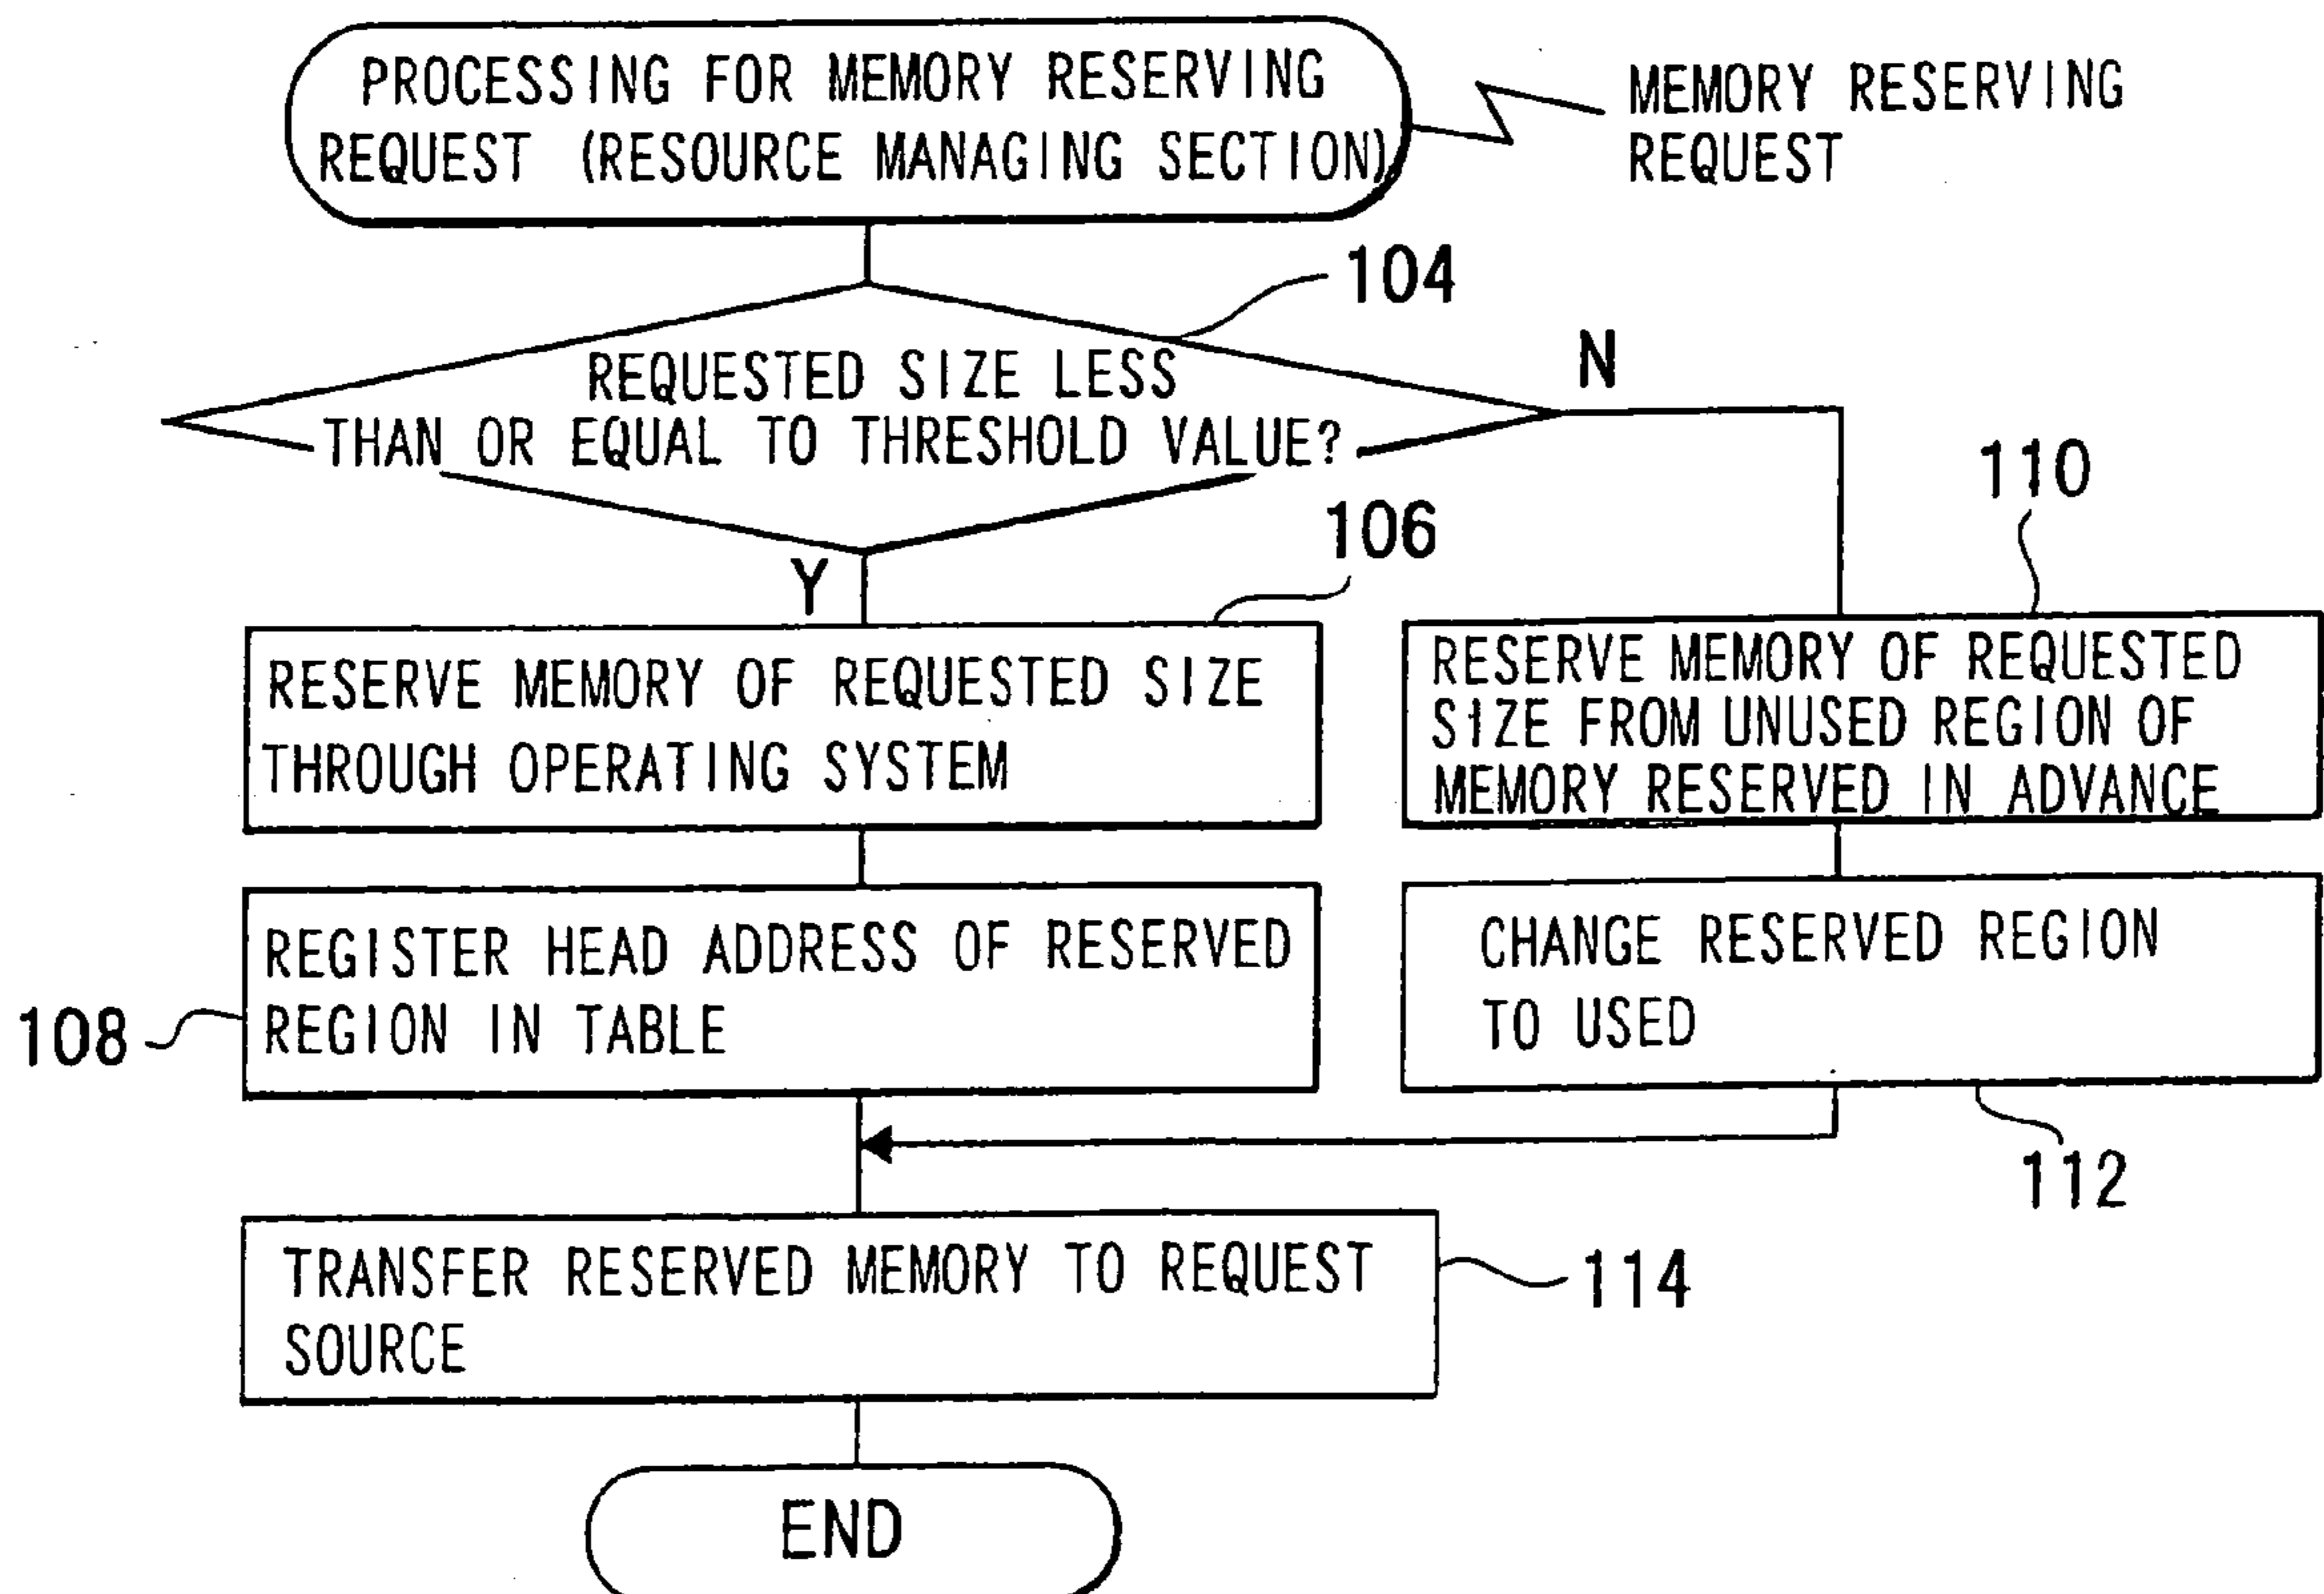 PROCESSING FOR MEMORY RESERVING
REQUEST (RESOURCE MANAGING SECTION)
MEMORY RESERVING
REQUEST
104
REQUESTED SIZE LESS
THAN OR EQUAL TO THRESHOLD VALUE?
N
Y
106
110
RESERVE MEMORY OF REQUESTED SIZE
THROUGH OPERATING SYSTEM
RESERVE MEMORY OF REQUESTED
SIZE FROM UNUSED REGION OF
MEMORY RESERVED IN ADVANCE
108
REGISTER HEAD ADDRESS OF RESERVED
REGION IN TABLE
CHANGE RESERVED REGION
TO USED
112
TRANSFER RESERVED MEMORY TO REQUEST
SOURCE
114
END